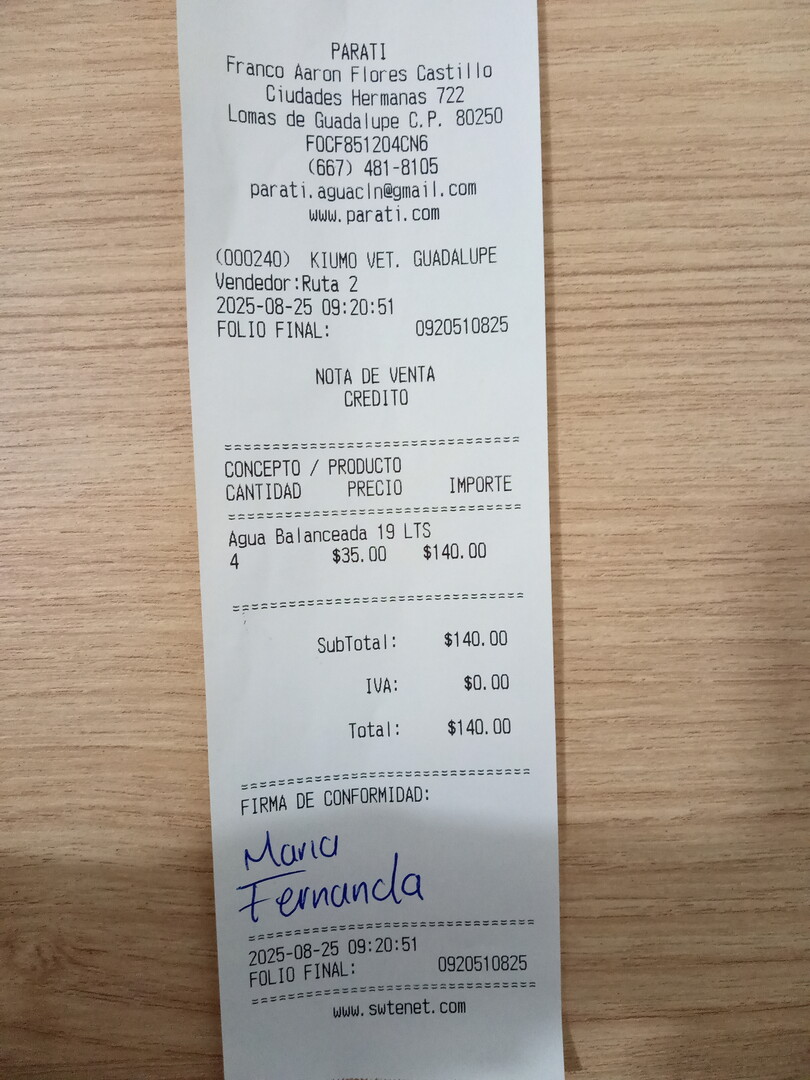 PARATI
Franco Aaron Flores Castillo
Ciudades Hermanas 722
Lomas de Guadalupe C.P. 80250
FOCF851204CN6
(667) 481-8105
parati.aguacln@gmail.com
www.parati.com
(000240) KIUMO VET. GUADALUPE
Vendedor:Ruta 2
2025-08-25 09:20:51
FOLIO FINAL: 0920510825
NOTA DE VENTA
CREDITO
==============================
CONCEPTO / PRODUCTO
CANTIDAD PRECIO IMPORTE
==============================
Agua Balanceada 19 LTS
4 $35.00 $140.00
==============================
SubTotal: $140.00
IVA: $0.00
Total: $140.00
==============================
FIRMA DE CONFORMIDAD:
Maria
Fernanda
==============================
2025-08-25 09:20:51
FOLIO FINAL: 0920510825
==============================
www.swtenet.com